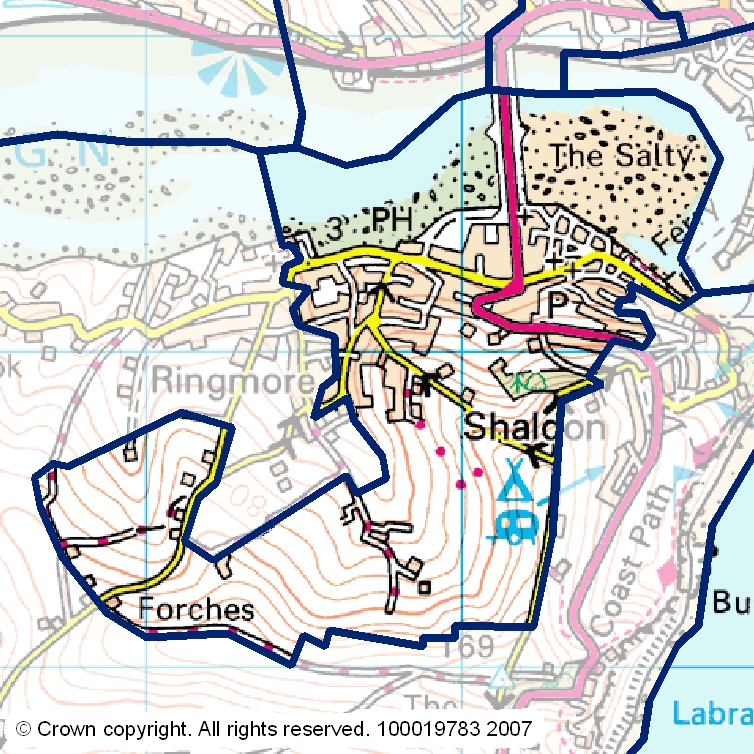 G N
The Salty
PH
3
Ferry
P
ok
Ringmore
Shaldon
80
Coast Path
Forches
Bu
169
The
Labra
© Crown copyright. All rights reserved. 100019783 2007